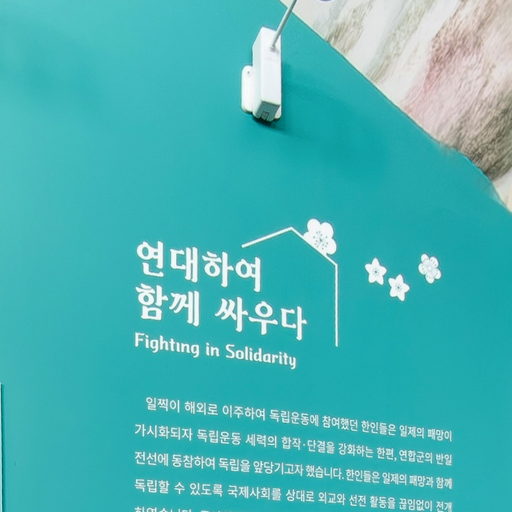 연대하여
함께 싸우다
Fighting in Solidarity
일찍이 해외로 이주하여 독립운동에 참여했던 한인들은 일제의 패망이
가시화되자 독립운동 세력의 합작·단결을 강화하는 한편, 연합군의 반일
전선에 동참하여 독립을 앞당기고자 했습니다. 한인들은 일제의 패망과 함께
독립할 수 있도록 국제사회를 상대로 외교와 선전 활동을 끊임없이 전개